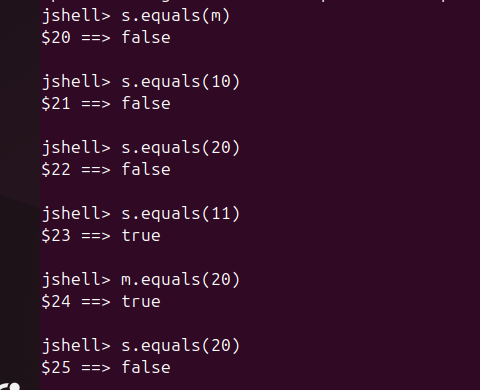 jshell> s.equals(m)
$20 ==> false
jshell> s.equals(10)
$21 ==> false
jshell> s.equals(20)
$22 ==> false
jshell> s.equals(11)
$23 ==> true
jshell> m.equals(20)
$24 ==> true
jshell> s.equals(20)
$25 ==> false